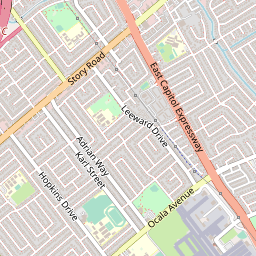 C
Story Road
East Capitol Expressway
Leeward Drive
Adrian Way
Karl Street
Hopkins Drive
Ocala Avenue